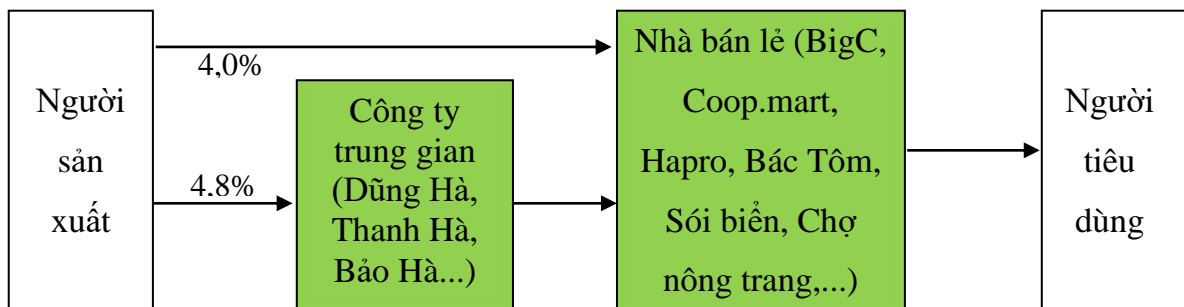 Người
sản
xuất
4,0%
4,8%
Công ty
trung gian
(Dũng Hà,
Thanh Hà,
Bảo Hà...)
Nhà bán lẻ (BigC,
Coop.mart,
Hapro, Bác Tôm,
Sói biển, Chợ
nông trang,...)
Người
tiêu
dùng